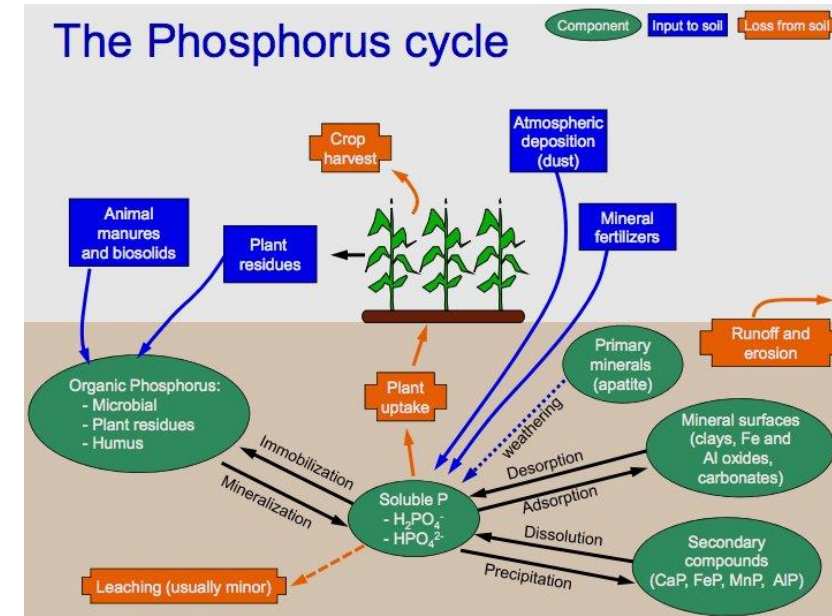 The Phosphorus cycle
Component
Input to soil
Loss from soil
Atmospheric
deposition
(dust)
Crop
harvest
Animal
manures
and biosolids
Plant
residues
Mineral
fertilizers
Runoff and
erosion
Primary
minerals
(apatite)
Organic Phosphorus:
- Microbial
- Plant residues
- Humus
Plant
uptake
weathering
Mineral surfaces
(clays, Fe and
Al oxides,
carbonates)
Immobilization
Mineralization
Desorption
Adsorption
Soluble P
- H₂PO₄⁻
- HPO₄²⁻
Dissolution
Precipitation
Secondary
compounds
(CaP, FeP, MnP, AlP)
Leaching (usually minor)